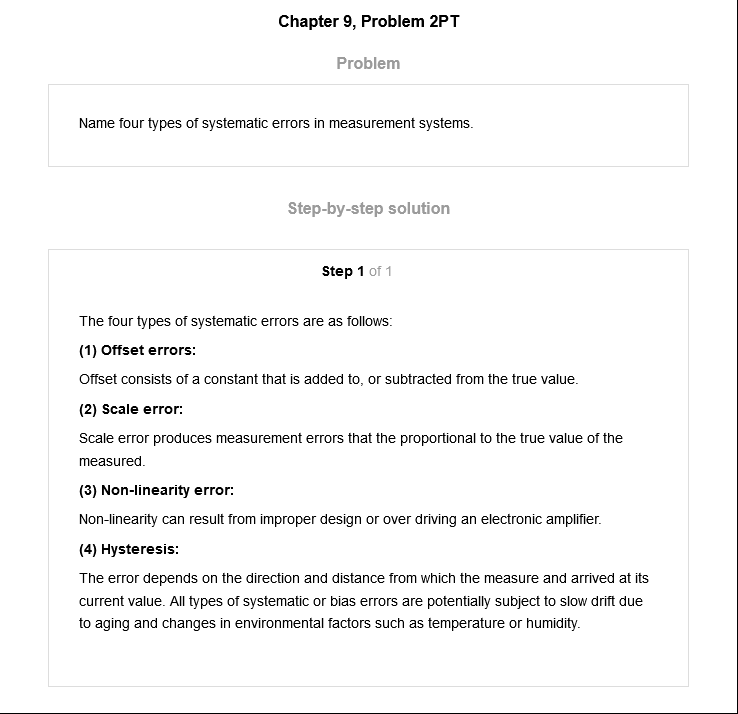 Chapter 9, Problem 2PT
Problem
Name four types of systematic errors in measurement systems.
Step-by-step solution
Step 1 of 1
The four types of systematic errors are as follows:
(1) Offset errors:
Offset consists of a constant that is added to, or subtracted from the true value.
(2) Scale error:
Scale error produces measurement errors that the proportional to the true value of the
measured.
(3) Non-linearity error:
Non-linearity can result from improper design or over driving an electronic amplifier.
(4) Hysteresis:
The error depends on the direction and distance from which the measure and arrived at its
current value. All types of systematic or bias errors are potentially subject to slow drift due
to aging and changes in environmental factors such as temperature or humidity.